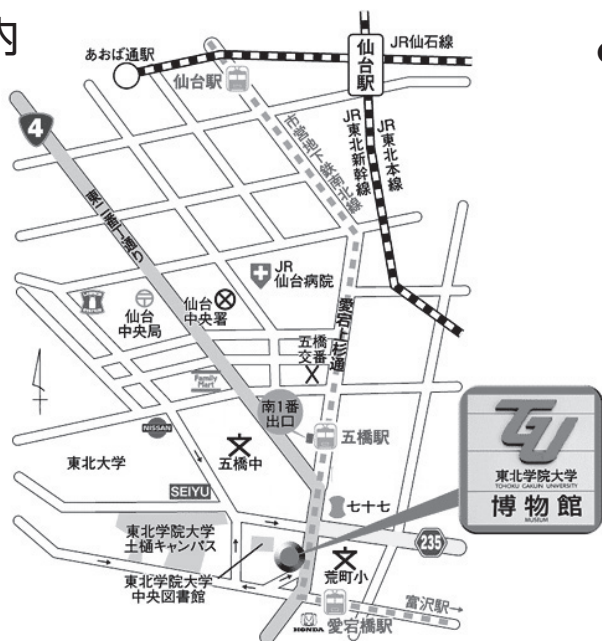 内
あおば通駅
仙台駅
JR仙石線
仙台駅
4
市営地下鉄南北線
JR東北新幹線
JR東北本線
東二番丁通り
JR
仙台病院
仙台
中央局
仙台
中央署
愛宕上杉通
五橋
交番
Family
Mart
南1番
出口
五橋駅
NISSAN
東北大学
五橋中
SEIYU
TGU
東北学院大学
TOHOKU GAKUIN UNIVERSITY
博物館
MUSEUM
七十七
東北学院大学
土樋キャンパス
235
東北学院大学
中央図書館
荒町小
富沢駅→
HONDA
愛宕橋駅